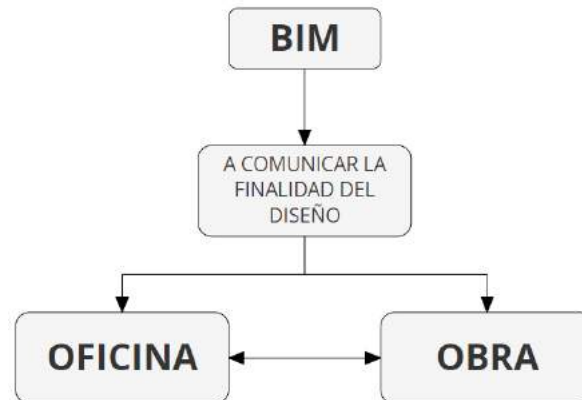 BIM
A COMUNICAR LA
FINALIDAD DEL
DISEÑO
OFICINA
OBRA